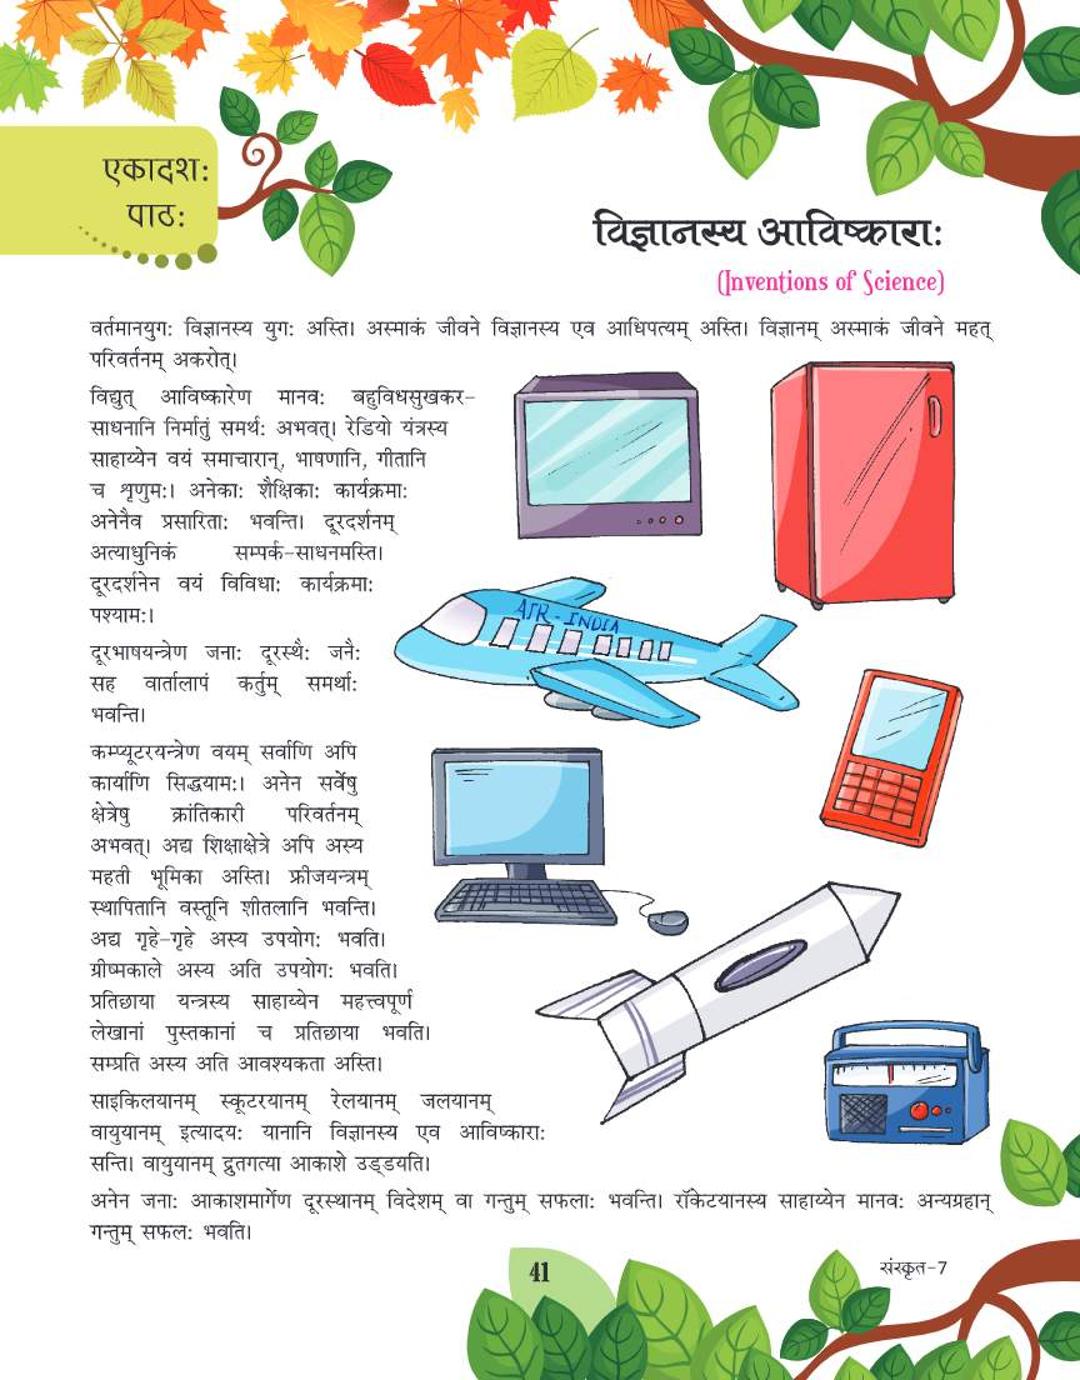 एकादश:
पाठ:
विज्ञानस्य आविष्कारा:
(Inventions of Science)
वर्तमानयुग: विज्ञानस्य युग: अस्ति। अस्माकं जीवने विज्ञानस्य एव आधिपत्यम् अस्ति। विज्ञानम् अस्माकं जीवने महत्
परिवर्तनम् अकरोत्।
विद्युत् आविष्कारेण मानव: बहुविधसुखकर-
साधनानि निर्मातुं समर्थ: अभवत्। रेडियो यंत्रस्य
साहाय्येन वयं समाचारान्, भाषणानि, गीतानि
च शृणुम:। अनेका: शैक्षिका: कार्यक्रमा:
अनेनैव प्रसारिता: भवन्ति। दूरदर्शनम्
अत्याधुनिकं सम्पर्क-साधनमस्ति।
दूरदर्शनेन वयं विविधा: कार्यक्रमा:
पश्याम:।
दूरभाषयन्त्रेण जना: दूरस्थै: जनै:
सह वार्तालापं कर्तुम् समर्था:
भवन्ति।
कम्प्यूटरयन्त्रेण वयम् सर्वाणि अपि
कार्याणि सिद्धयाम:। अनेन सर्वेषु
क्षेत्रेषु क्रांतिकारी परिवर्तनम्
अभवत्। अद्य शिक्षाक्षेत्रे अपि अस्य
महती भूमिका अस्ति। फ्रीजयन्त्रम्
स्थापितानि वस्तूनि शीतलानि भवन्ति।
अद्य गृहे-गृहे अस्य उपयोग: भवति।
ग्रीष्मकाले अस्य अति उपयोग: भवति।
प्रतिछाया यन्त्रस्य साहाय्येन महत्त्वपूर्ण
लेखानां पुस्तकानां च प्रतिछाया भवति।
सम्प्रति अस्य अति आवश्यकता अस्ति।
साइकिलयानम् स्कूटरयानम् रेलयानम् जलयानम्
वायुयानम् इत्यादय: यानानि विज्ञानस्य एव आविष्कारा:
सन्ति। वायुयानम् द्रुतगत्या आकाशे उड्डयति।
अनेन जना: आकाशमार्गेण दूरस्थानम् विदेशम् वा गन्तुम् सफला: भवन्ति। रॉकेटयानस्य साहाय्येन मानव: अन्यग्रहान्
गन्तुम् सफल: भवति।
AIR-INDIA
41
संस्कृत-7